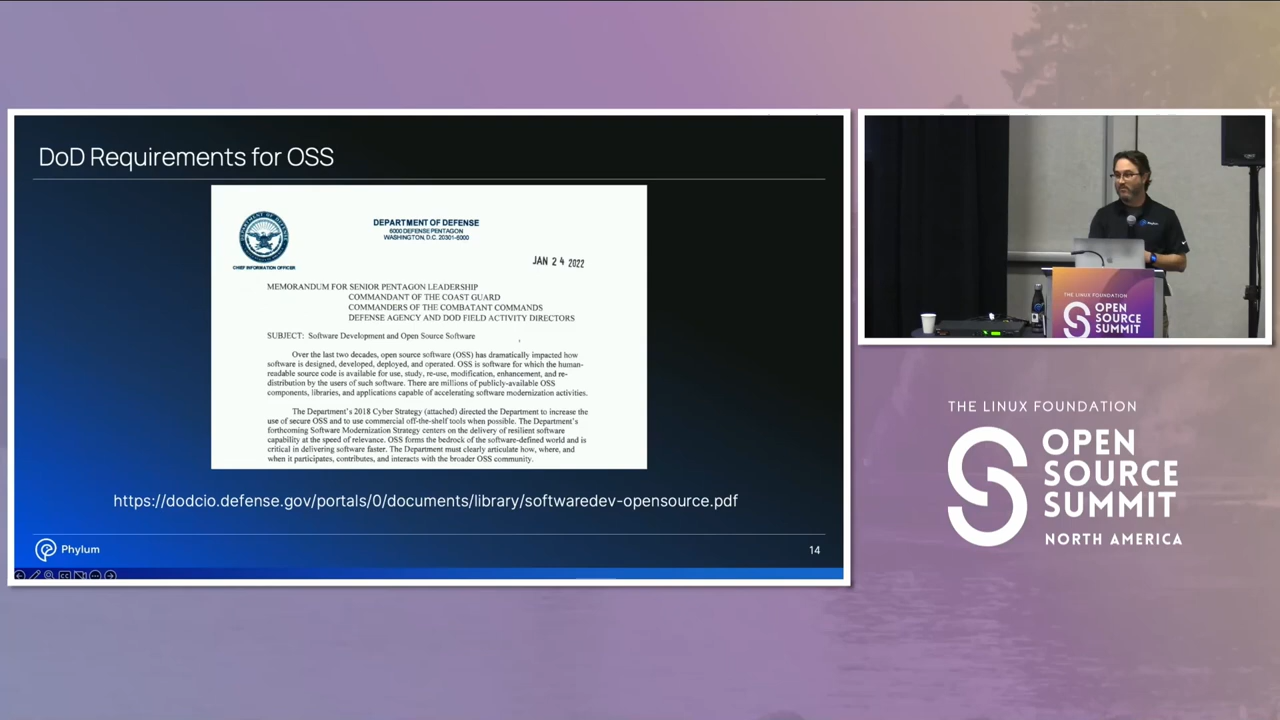 DoD Requirements for OSS
DEPARTMENT OF DEFENSE
6000 DEFENSE PENTAGON
WASHINGTON, D.C. 20301-6000
CHIEF INFORMATION OFFICER
JAN 24 2022
MEMORANDUM FOR SENIOR PENTAGON LEADERSHIP
COMMANDANT OF THE COAST GUARD
COMMANDERS OF THE COMBATANT COMMANDS
DEFENSE AGENCY AND DOD FIELD ACTIVITY DIRECTORS
SUBJECT: Software Development and Open Source Software
Over the last two decades, open source software (OSS) has dramatically impacted how
software is designed, developed, deployed, and operated. OSS is software for which the human-
readable source code is available for use, study, re-use, modification, enhancement, and re-
distribution by the users of such software. There are millions of publicly-available OSS
components, libraries, and applications capable of accelerating software modernization activities.
The Department's 2018 Cyber Strategy (attached) directed the Department to increase the
use of secure OSS and to use commercial off-the-shelf tools when possible. The Department's
forthcoming Software Modernization Strategy centers on the delivery of resilient software
capability at the speed of relevance. OSS forms the bedrock of the software-defined world and is
critical in delivering software faster. The Department must clearly articulate how, where, and
when it participates, contributes, and interacts with the broader OSS community.
https://dodcio.defense.gov/portals/0/documents/library/softwaredev-opensource.pdf
Phylum
14
Phylum
THE LINUX FOUNDATION
OPEN
SOURCE
SUMMIT
THE LINUX FOUNDATION
OPEN
SOURCE
SUMMIT
NORTH AMERICA